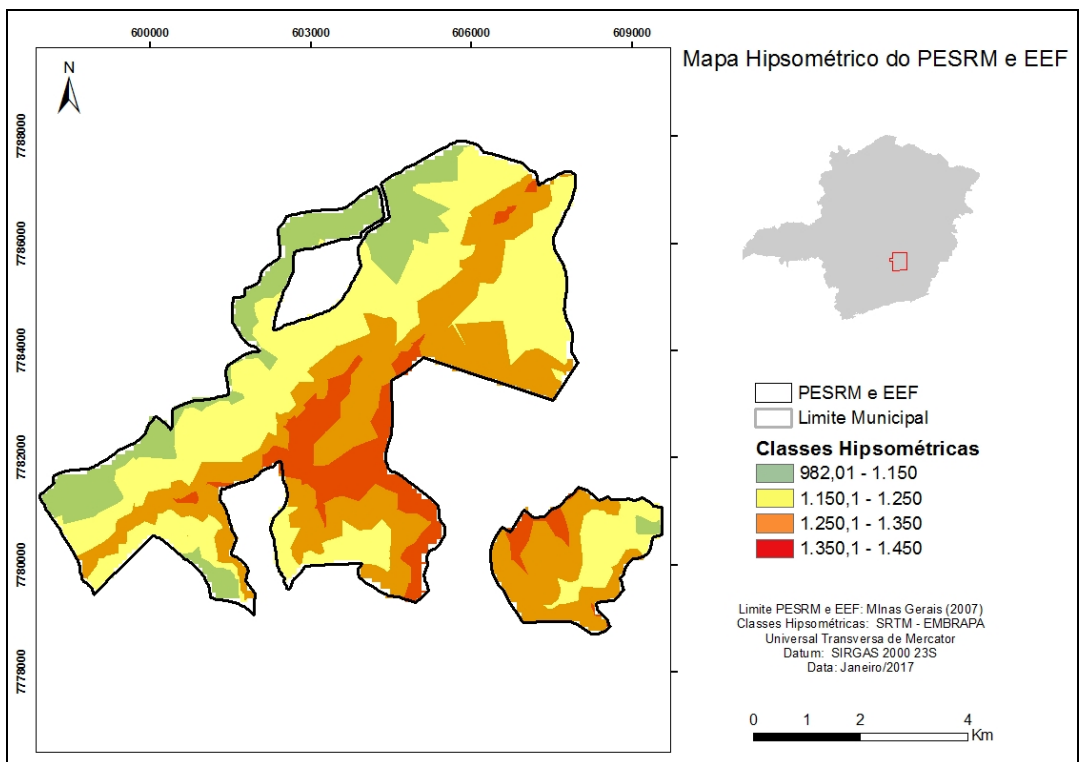 600000
603000
606000
609000
Mapa Hipsométrico do PESRM e EEF
N
7788000
7786000
7784000
7782000
7780000
7778000
PESRM e EEF
Limite Municipal
Classes Hipsométricas
982,01 - 1.150
1.150,1 - 1.250
1.250,1 - 1.350
1.350,1 - 1.450
Limite PESRM e EEF: MInas Gerais (2007)
Classes Hipsométricas: SRTM - EMBRAPA
Universal Transversa de Mercator
Datum: SIRGAS 2000 23S
Data: Janeiro/2017
0 1 2 4
Km